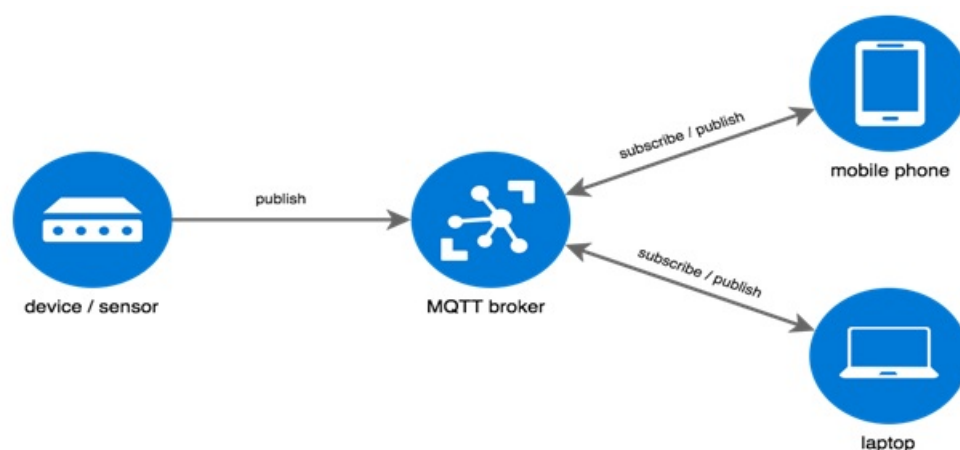 subscribe / publish
mobile phone
publish
device / sensor
MQTT broker
subscribe / publish
laptop